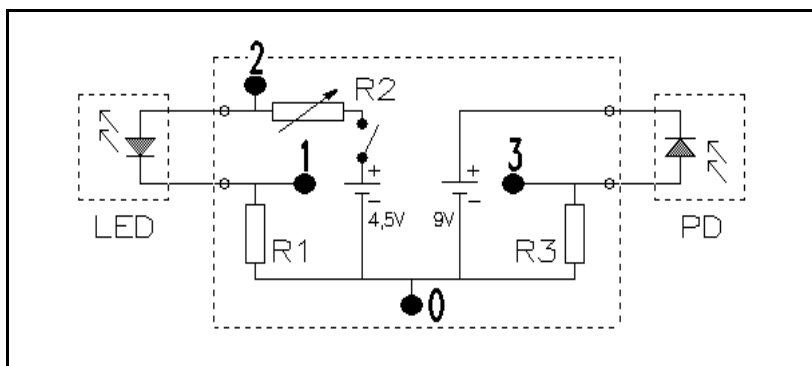 2
R2
1
3
+
+
−
−
4,5V
9V
LED
R1
R3
PD
0